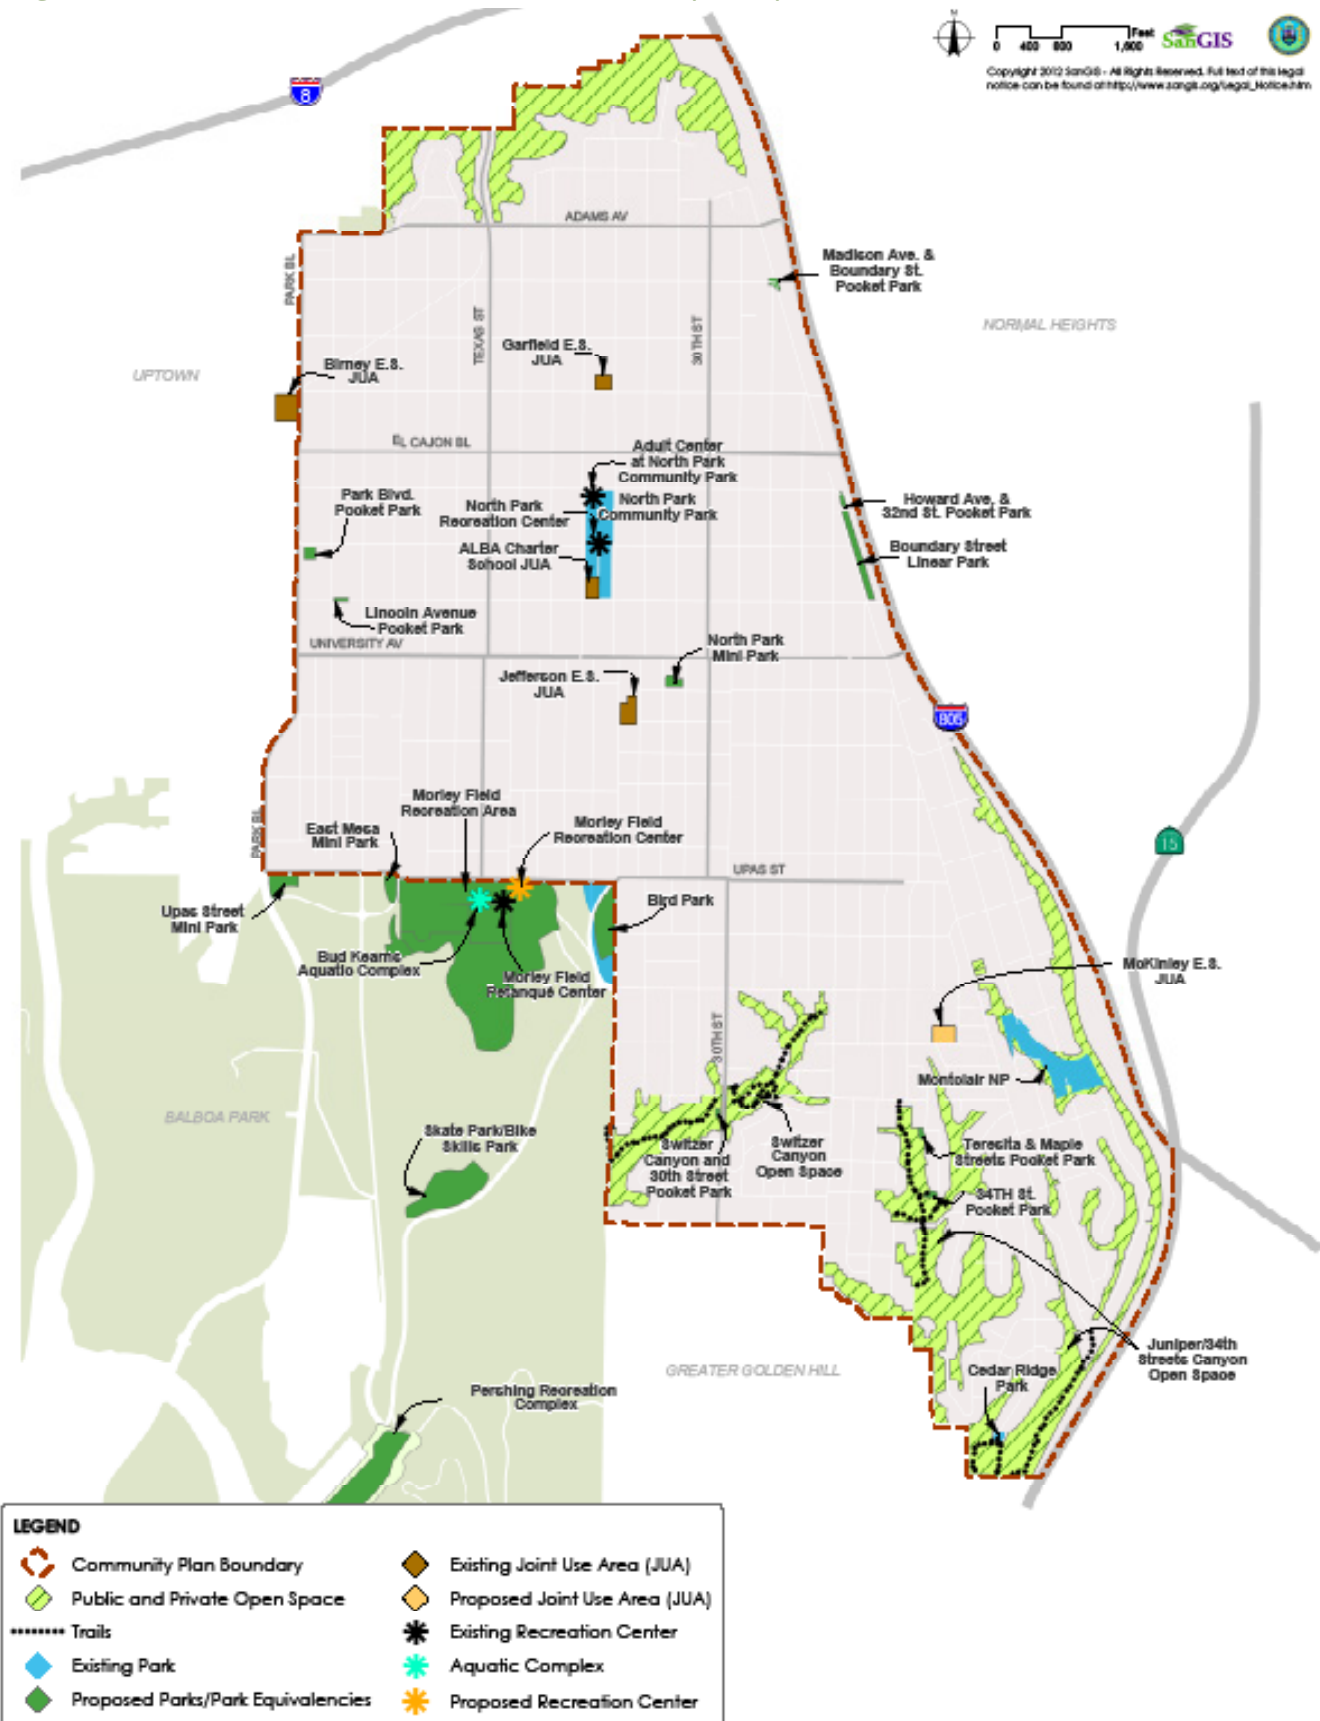 N
Feet
0 400 800 1,600
SanGIS
Copyright 2012 SanGIS - All Rights Reserved. Full text of this legal
notice can be found at http://www.sangis.org/Legal_Notice.htm
8
ADAMS AV
PARK BL
Madison Ave. &
Boundary St.
Pocket Park
NORMAL HEIGHTS
TEXAS ST
30TH ST
Garfield E.S.
JUA
UPTOWN
Birney E.S.
JUA
EL CAJON BL
Adult Center
at North Park
Community Park
Park Blvd.
Pocket Park
North Park
Recreation Center
North Park
Community Park
Howard Ave. &
32nd St. Pocket Park
ALBA Charter
School JUA
Boundary Street
Linear Park
Lincoln Avenue
Pocket Park
UNIVERSITY AV
North Park
Mini Park
Jefferson E.S.
JUA
805
Morley Field
Recreation Area
PARK BL
East Mesa
Mini Park
Morley Field
Recreation Center
15
UPAS ST
Upas Street
Mini Park
Bird Park
Bud Kearns
Aquatic Complex
Morley Field
Petanque Center
McKinley E.S.
JUA
30TH ST
Montclair NP
BALBOA PARK
Skate Park/Bike
Skills Park
Switzer
Canyon and
30th Street
Pocket Park
Switzer
Canyon
Open Space
Teresita & Maple
Streets Pocket Park
34TH St.
Pocket Park
Juniper/34th
Streets Canyon
Open Space
GREATER GOLDEN HILL
Cedar Ridge
Park
Pershing Recreation
Complex
LEGEND
Community Plan Boundary
Public and Private Open Space
Trails
Existing Park
Proposed Parks/Park Equivalencies
Existing Joint Use Area (JUA)
Proposed Joint Use Area (JUA)
Existing Recreation Center
Aquatic Complex
Proposed Recreation Center